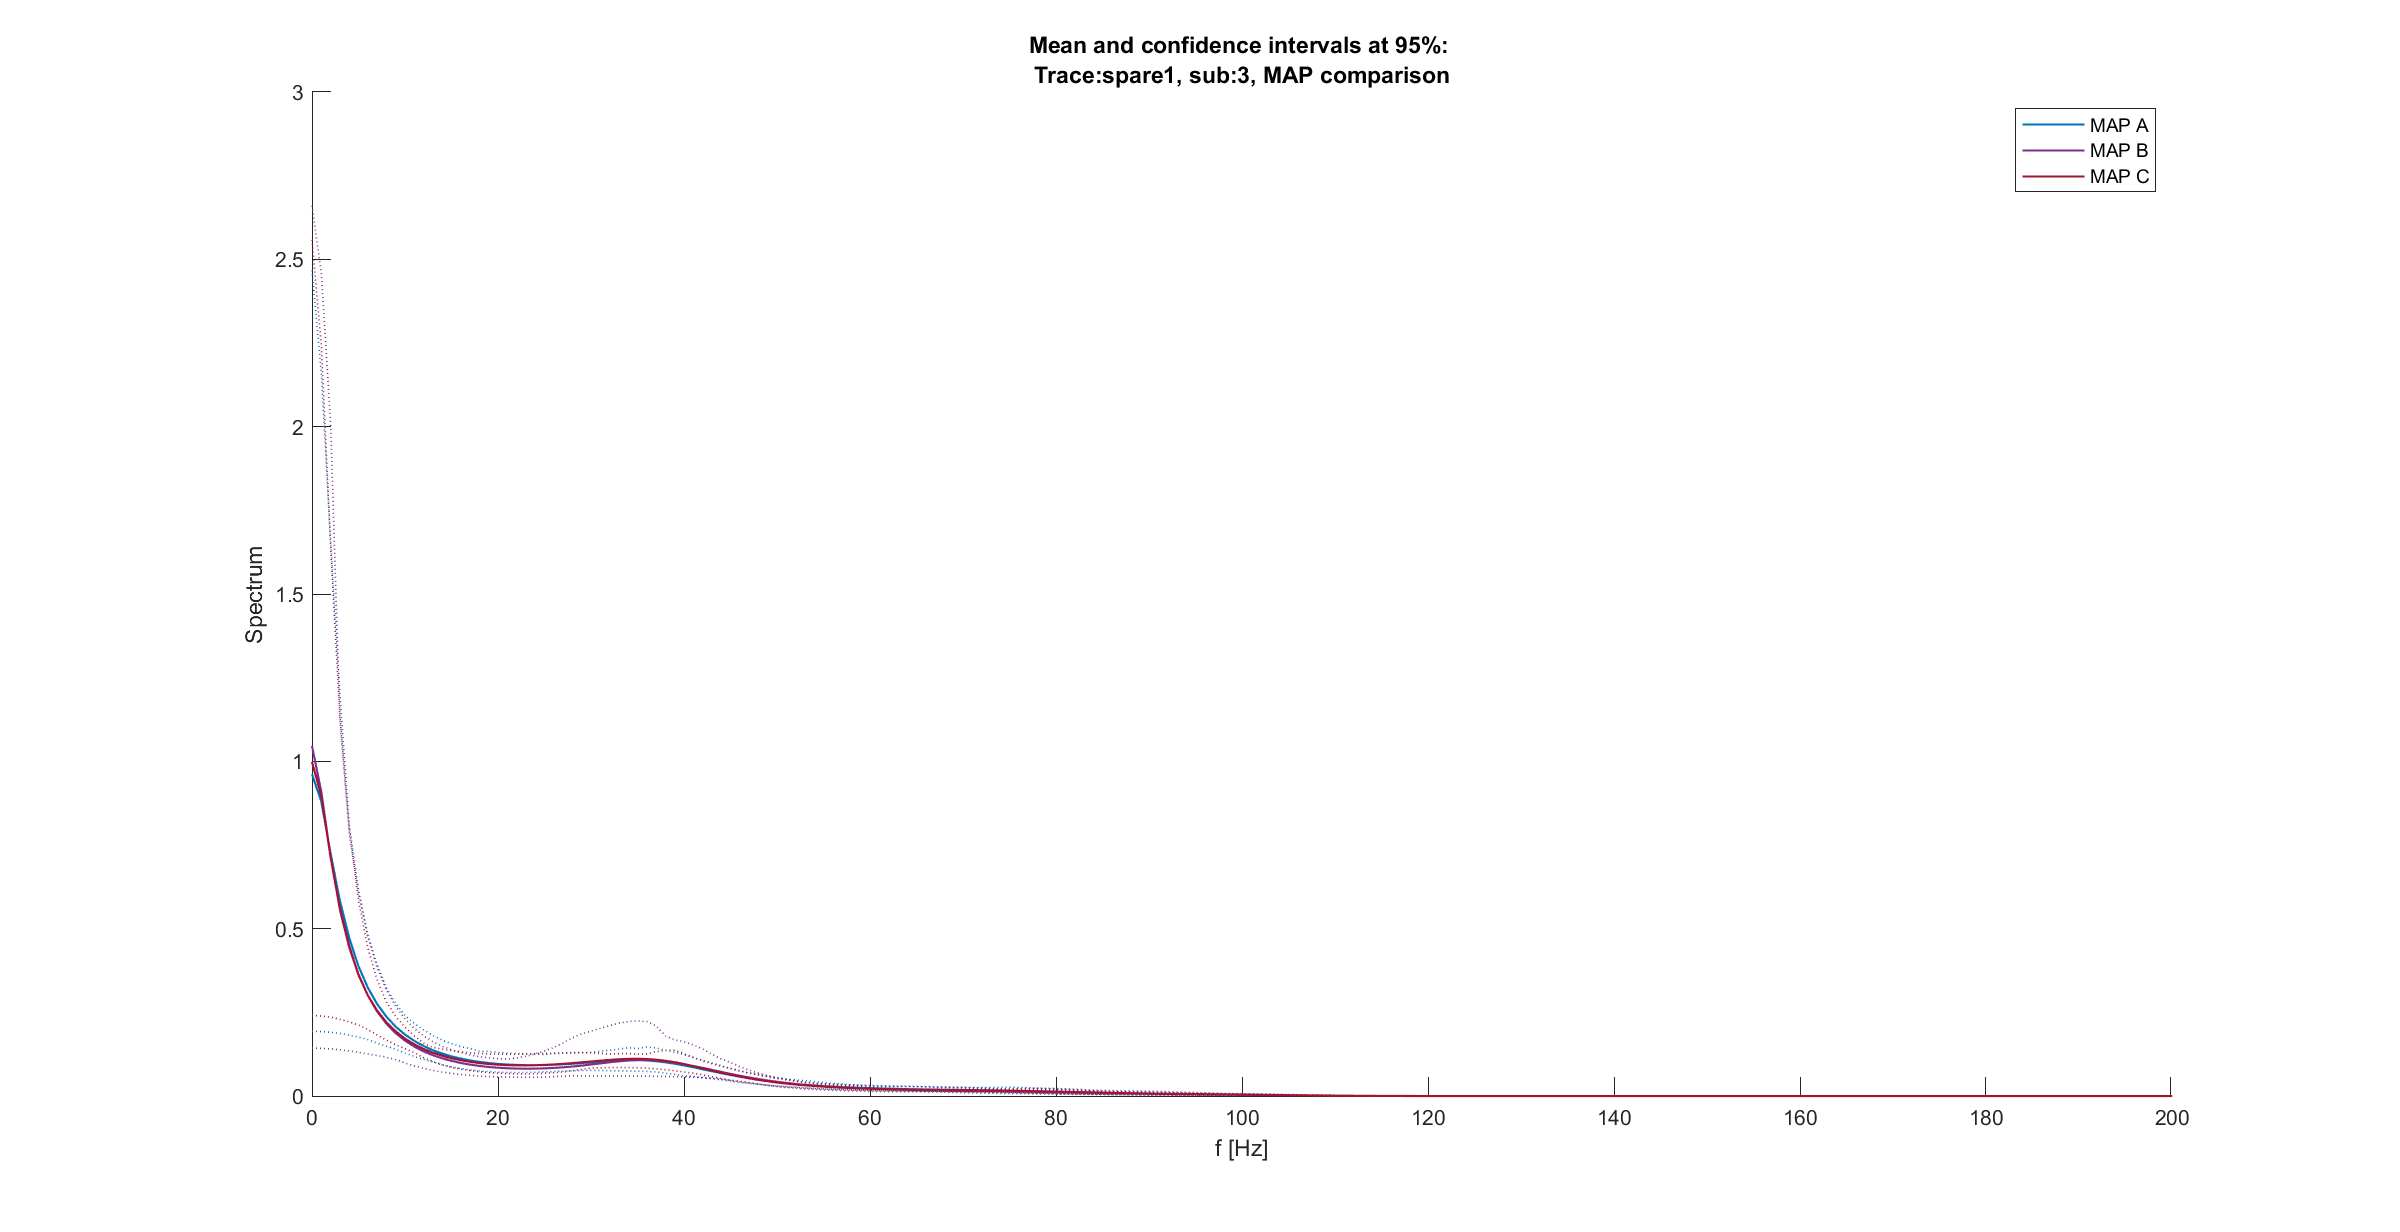 Mean and confidence intervals at 95%:
Trace:spare1, sub:3, MAP comparison
MAP A
MAP B
MAP C
3
2.5
2
1.5
1
0.5
0
Spectrum
0 20 40 60 80 100 120 140 160 180 200
f [Hz]